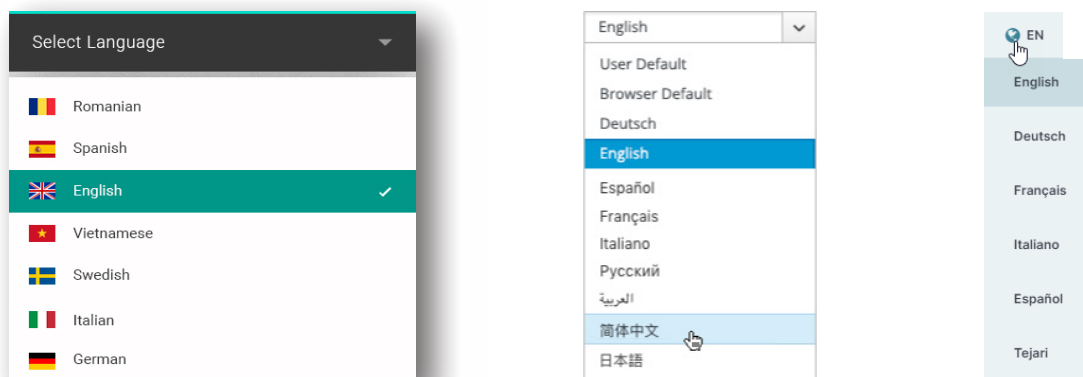 Select Language
Romanian
Spanish
English
Vietnamese
Swedish
Italian
German
English
User Default
Browser Default
Deutsch
English
Español
Français
Italiano
Русский
العربية
简体中文
日本語
EN
English
Deutsch
Français
Italiano
Español
Tejari